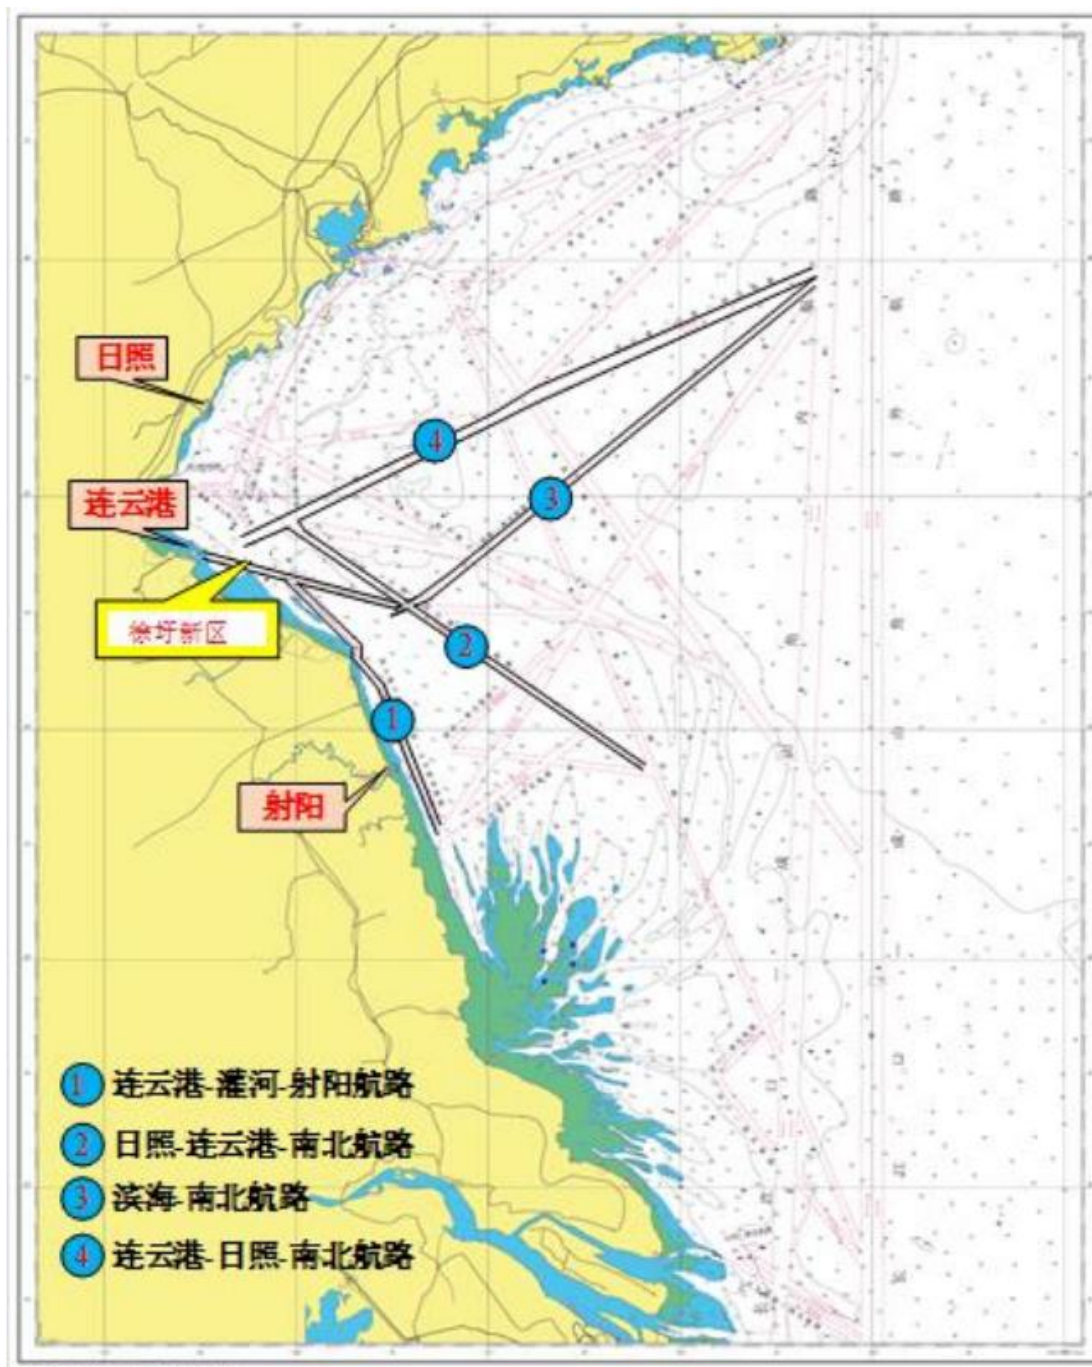 日照
连云港
徐圩新区
4
3
2
1
射阳
1 连云港-灌河-射阳航路
2 日照-连云港-南北航路
3 滨海-南北航路
4 连云港-日照-南北航路